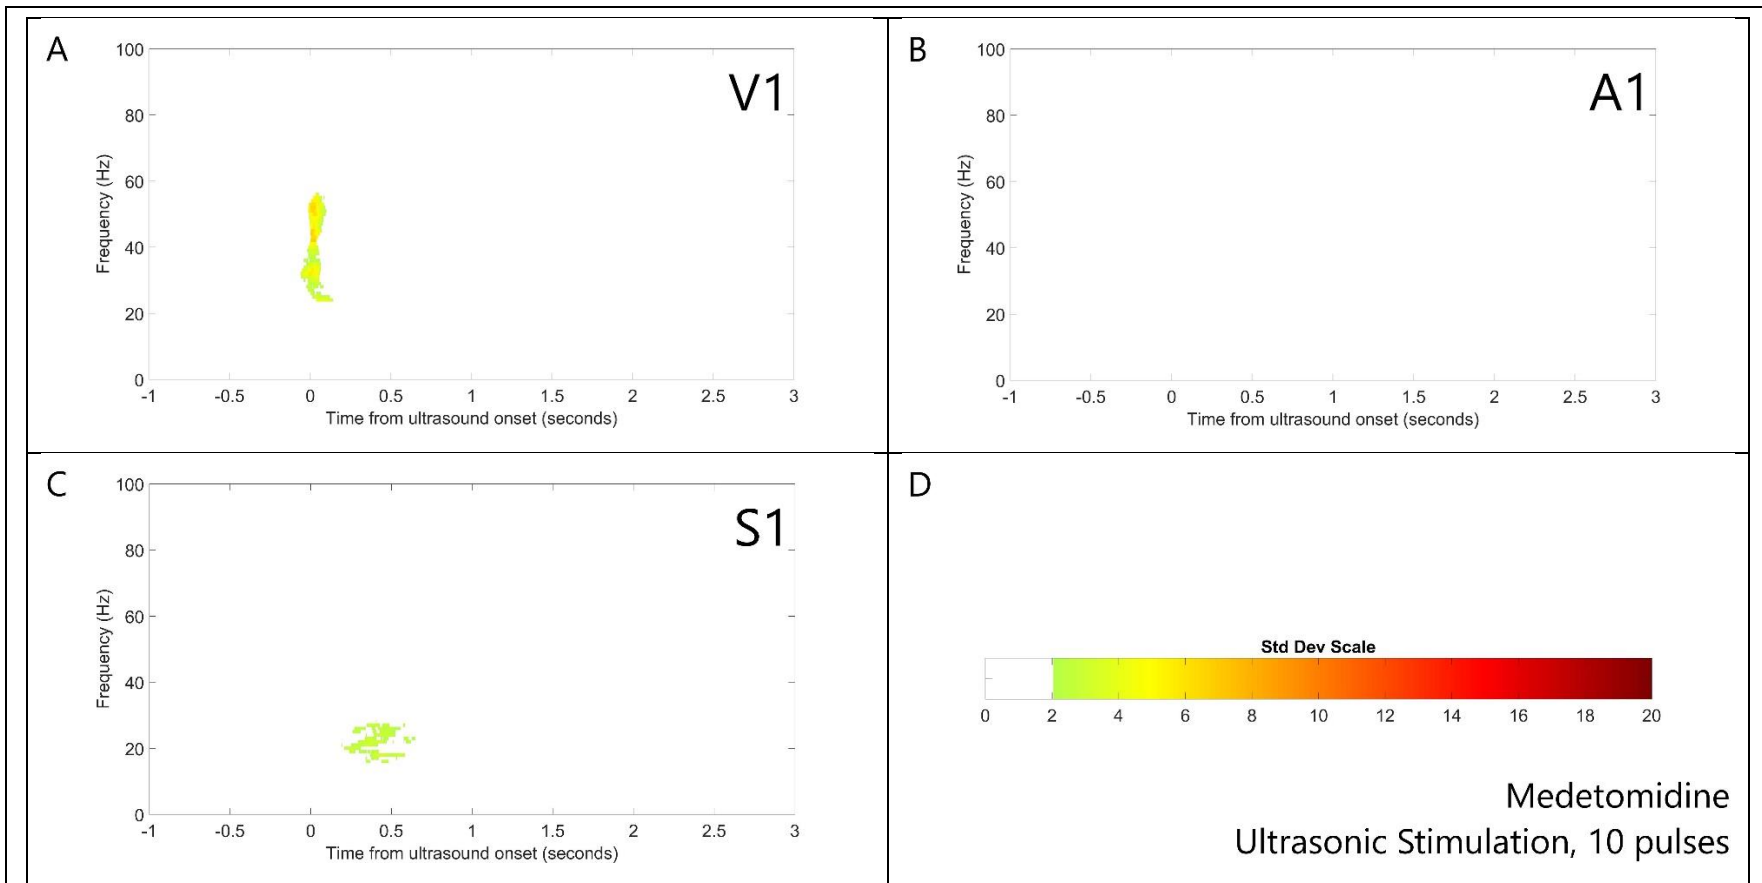 A
V1
100
80
60
40
20
0
Frequency (Hz)
-1 -0.5 0 0.5 1 1.5 2 2.5 3
Time from ultrasound onset (seconds)
B
A1
100
80
60
40
20
0
Frequency (Hz)
-1 -0.5 0 0.5 1 1.5 2 2.5 3
Time from ultrasound onset (seconds)
C
S1
100
80
60
40
20
0
Frequency (Hz)
-1 -0.5 0 0.5 1 1.5 2 2.5 3
Time from ultrasound onset (seconds)
D
Std Dev Scale
0 2 4 6 8 10 12 14 16 18 20
Medetomidine
Ultrasonic Stimulation, 10 pulses